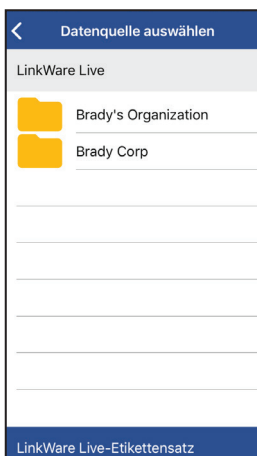 Datenquelle auswählen
LinkWare Live
Brady's Organization
Brady Corp
LinkWare Live-Etikettensatz